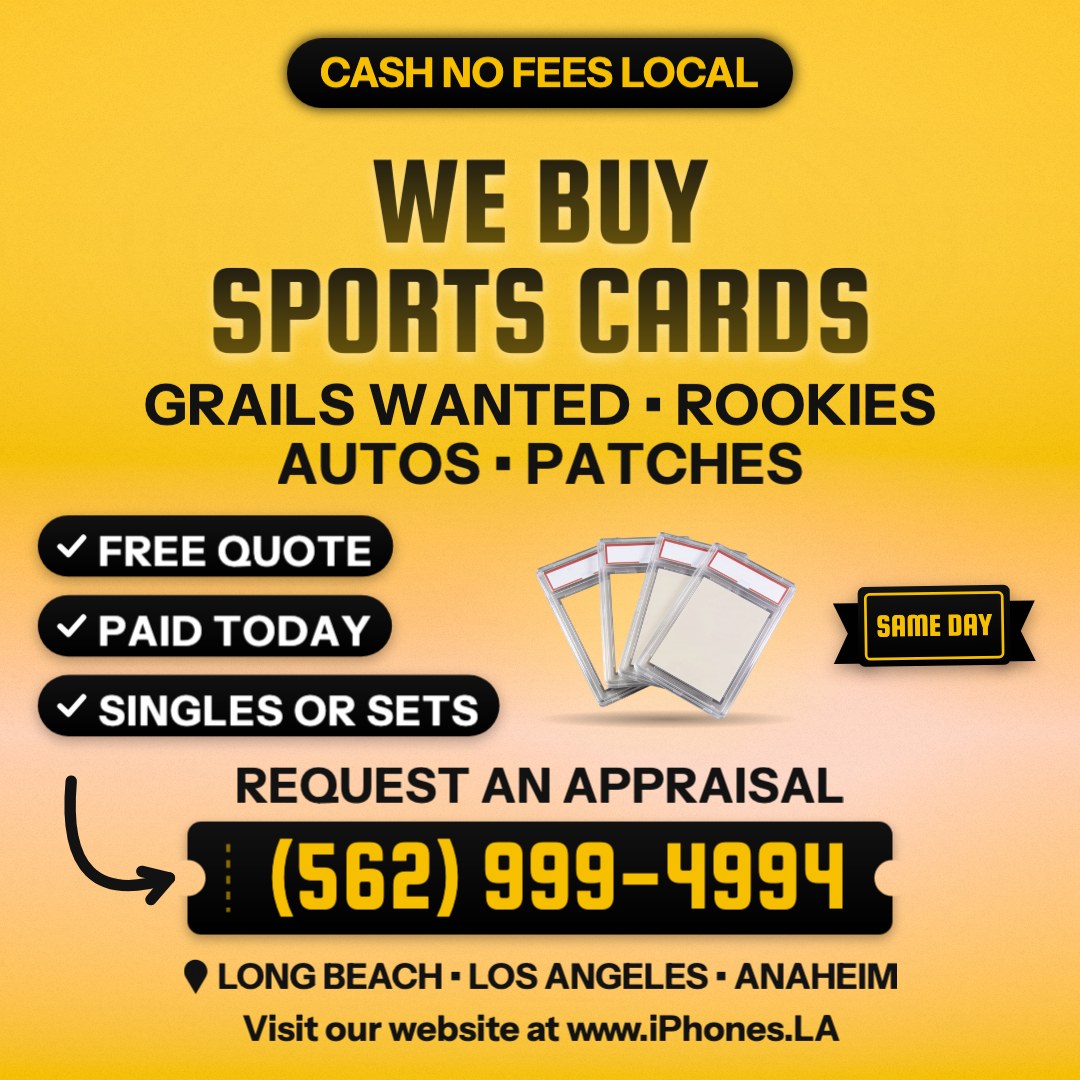 CASH NO FEES LOCAL
WE BUY
SPORTS CARDS
GRAILS WANTED ▪ ROOKIES
AUTOS ▪ PATCHES
FREE QUOTE
PAID TODAY
SINGLES OR SETS
SAME DAY
REQUEST AN APPRAISAL
(562) 999-4994
LONG BEACH ▪ LOS ANGELES ▪ ANAHEIM
Visit our website at www.iPhones.LA